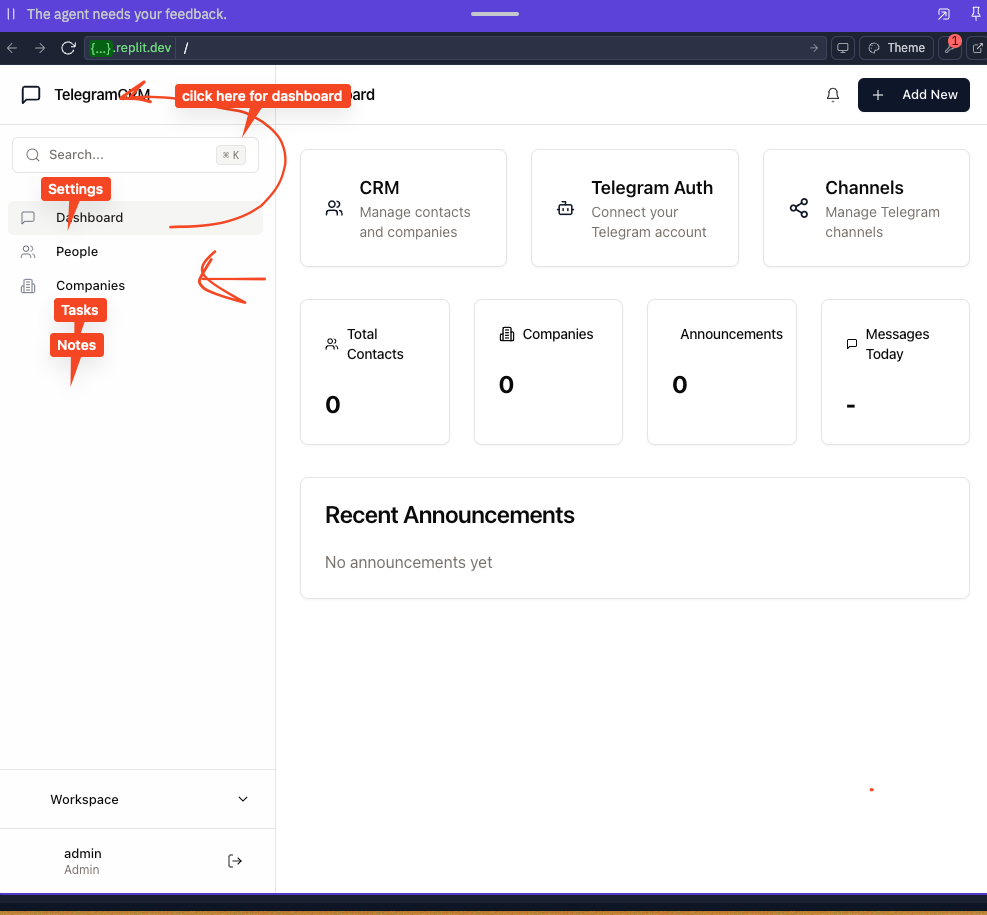 The agent needs your feedback.
{...}.replit.dev /
Theme
1
TelegramCRM
cilck here for dashboard
Add New
Search...
⌘ K
Settings
Dashboard
People
Companies
Tasks
Notes
CRM
Manage contacts
and companies
Telegram Auth
Connect your
Telegram account
Channels
Manage Telegram
channels
Total
Contacts
0
Companies
0
Announcements
0
Messages
Today
-
Recent Announcements
No announcements yet
Workspace
admin
Admin